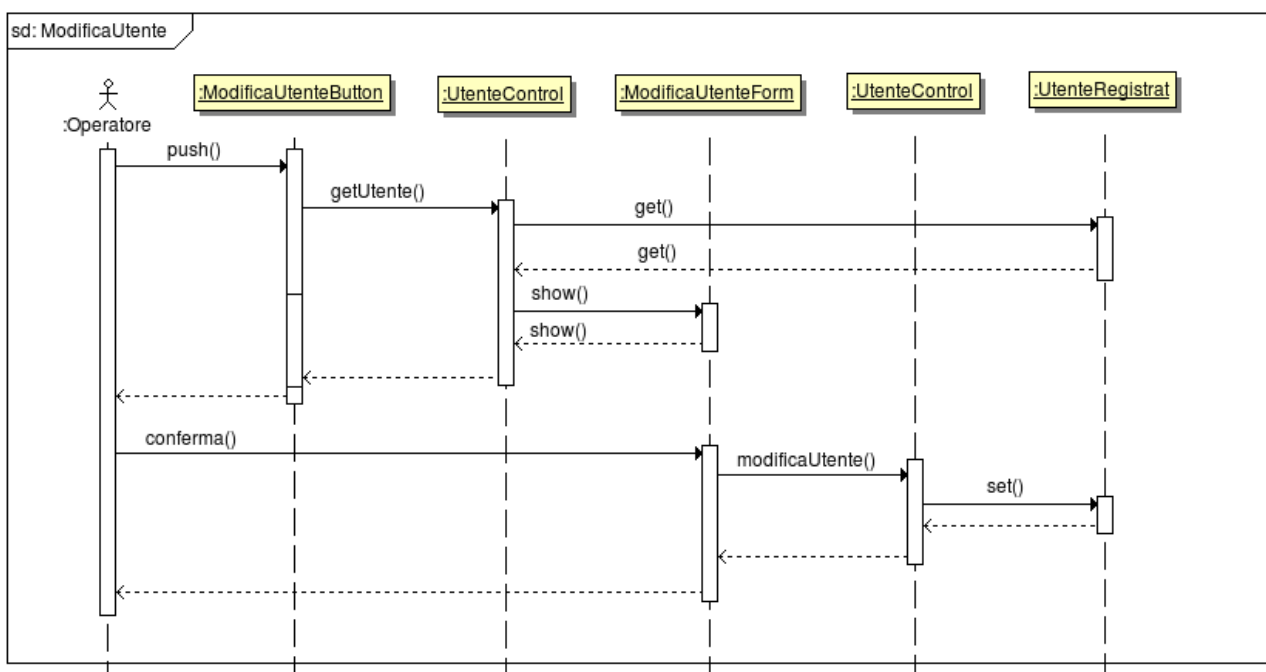 sd: ModificaUtente
:Operatore
:ModificaUtenteButton
:UtenteControl
:ModificaUtenteForm
:UtenteControl
:UtenteRegistrat
push()
getUtente()
get()
get()
show()
show()
conferma()
modificaUtente()
set()